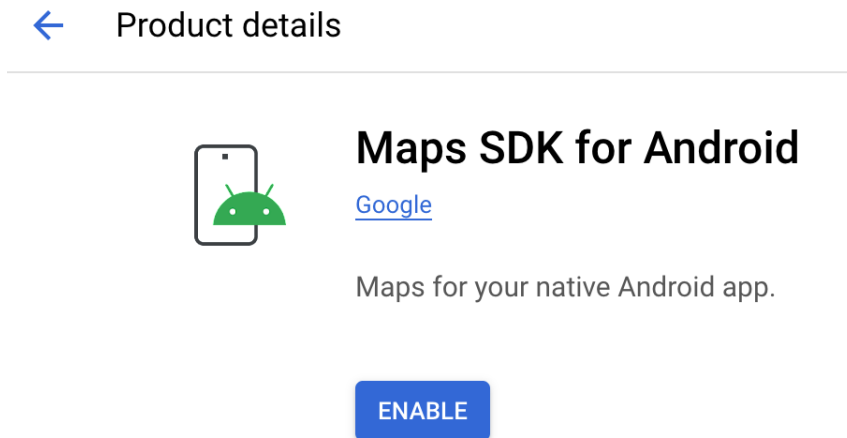 Product details
Maps SDK for Android
Google
Maps for your native Android app.
ENABLE